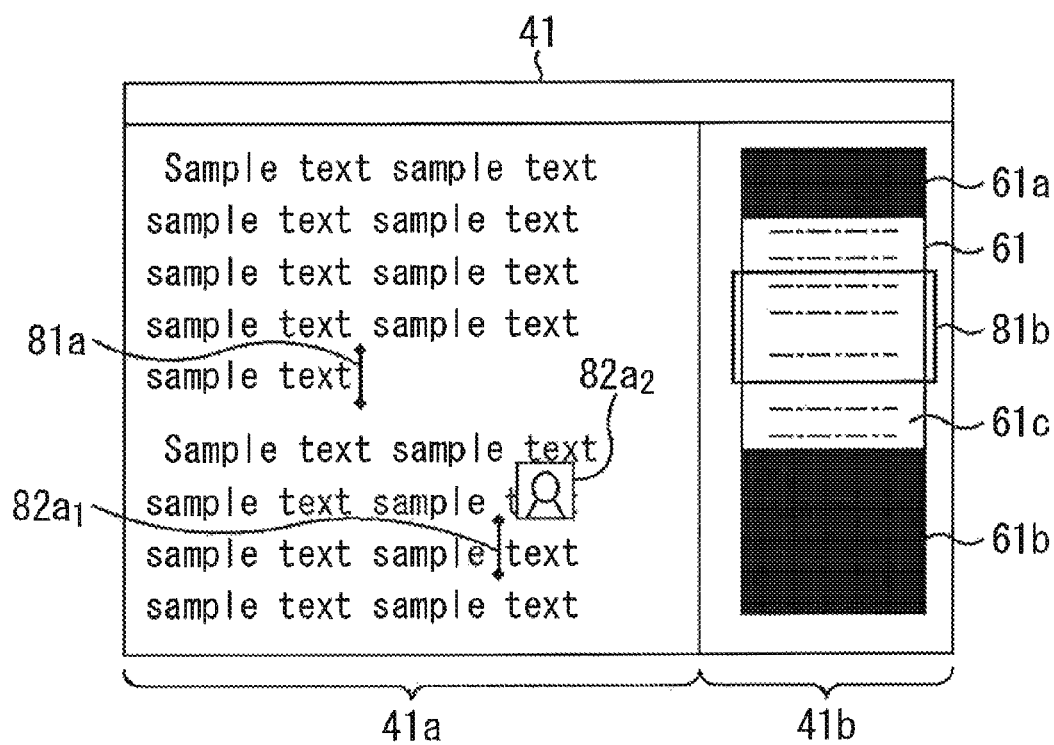 41
Sample text sample text
sample text sample text
sample text sample text
sample text sample text
sample text
Sample text sample text
sample text sample t
sample text sample text
sample text sample text
61a
61
81b
61c
61b
81a
82a₂
82a₁
41a
41b